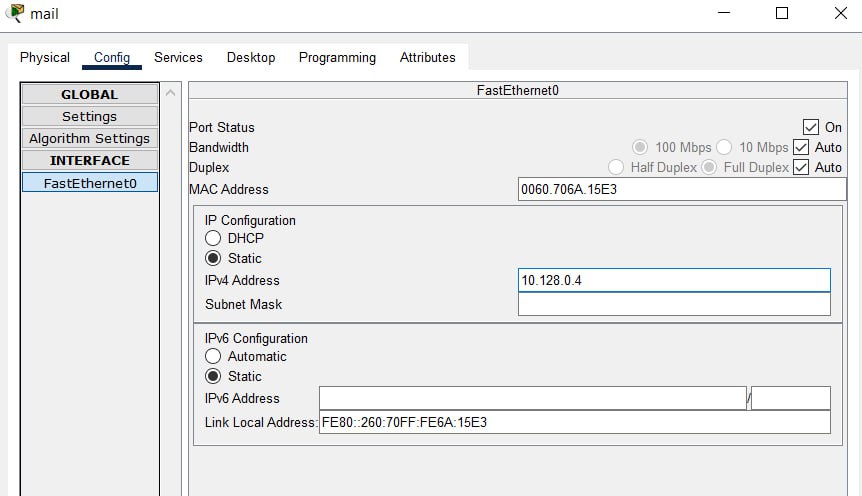 mail
Physical Config Services Desktop Programming Attributes
GLOBAL
Settings
Algorithm Settings
INTERFACE
FastEthernet0
FastEthernet0
Port Status On
Bandwidth 100 Mbps 10 Mbps Auto
Duplex Half Duplex Full Duplex Auto
MAC Address 0060.706A.15E3
IP Configuration
DHCP
Static
IPv4 Address 10.128.0.4
Subnet Mask
IPv6 Configuration
Automatic
Static
IPv6 Address /
Link Local Address: FE80::260:70FF:FE6A:15E3